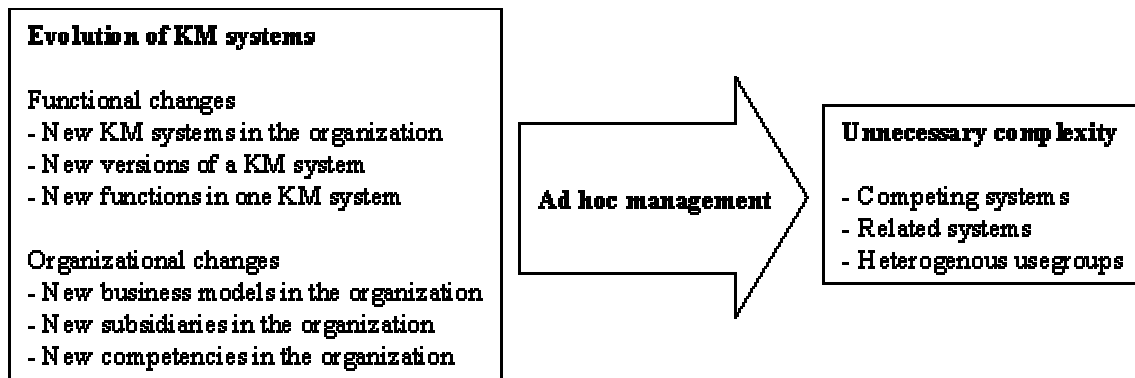 Evolution of KM systems
Functional changes
- New KM systems in the organization
- New versions of a KM system
- New functions in one KM system
Organizational changes
- New business models in the organization
- New subsidiaries in the organization
- New competencies in the organization
Ad hoc management
Unnecessary complexity
- Competing systems
- Related systems
- Heterogenous usegroups